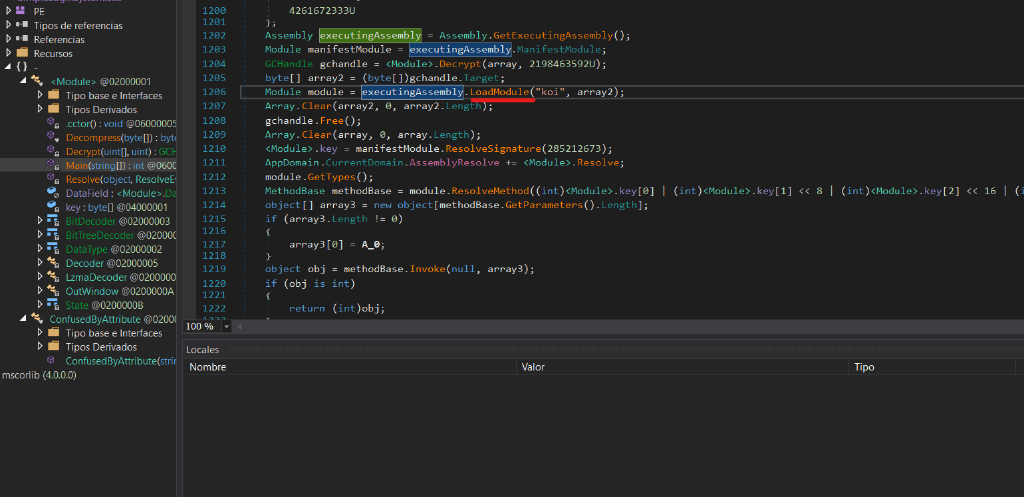 PE
Tipos de referencias
Referencias
Recursos
{ } -
<Module> @02000001
Tipo base e Interfaces
Tipos Derivados
.cctor() : void @06000005
Decompress(byte[]) : byt
Decrypt(uint[], uint) : GCH
Main(string[]) : int @0600
Resolve(object, ResolveE
DataField : <Module>.Da
key : byte[] @04000001
BitDecoder @02000003
BitTreeDecoder @02000
DataType @02000002
Decoder @02000005
LzmaDecoder @0200000
OutWindow @0200000A
State @0200000B
ConfusedByAttribute @0200
Tipo base e Interfaces
Tipos Derivados
ConfusedByAttribute(strin
mscorlib (4.0.0.0)
1200 4261672333U
1201 };
1202 Assembly executingAssembly = Assembly.GetExecutingAssembly();
1203 Module manifestModule = executingAssembly.ManifestModule;
1204 GCHandle gchandle = <Module>.Decrypt(array, 2198463592U);
1205 byte[] array2 = (byte[])gchandle.Target;
1206 Module module = executingAssembly.LoadModule("koi", array2);
1207 Array.Clear(array2, 0, array2.Length);
1208 gchandle.Free();
1209 Array.Clear(array, 0, array.Length);
1210 <Module>.key = manifestModule.ResolveSignature(285212673);
1211 AppDomain.CurrentDomain.AssemblyResolve += <Module>.Resolve;
1212 module.GetTypes();
1213 MethodBase methodBase = module.ResolveMethod((int)<Module>.key[0] | (int)<Module>.key[1] << 8 | (int)<Module>.key[2] << 16 | (i
1214 object[] array3 = new object[methodBase.GetParameters().Length];
1215 if (array3.Length != 0)
1216 {
1217 array3[0] = A_0;
1218 }
1219 object obj = methodBase.Invoke(null, array3);
1220 if (obj is int)
1221 {
1222 return (int)obj;
100 %
Locales
Nombre Valor Tipo